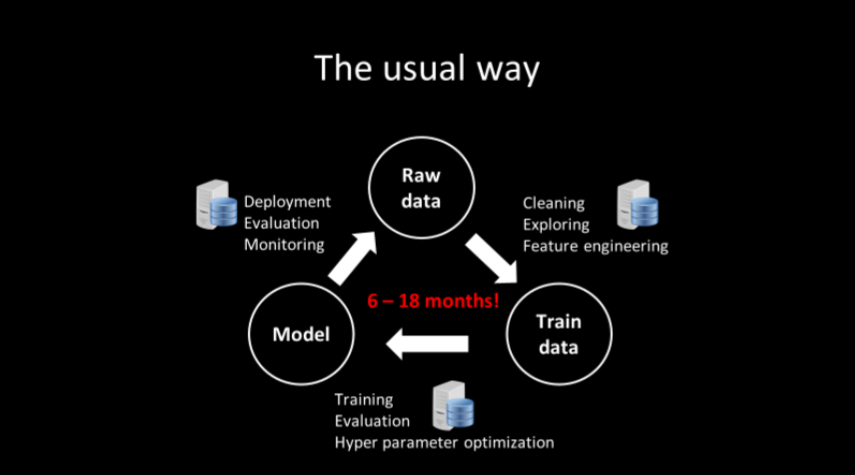 The usual way
Raw
data
Deployment
Evaluation
Monitoring
Cleaning
Exploring
Feature engineering
6 – 18 months!
Model
Train
data
Training
Evaluation
Hyper parameter optimization